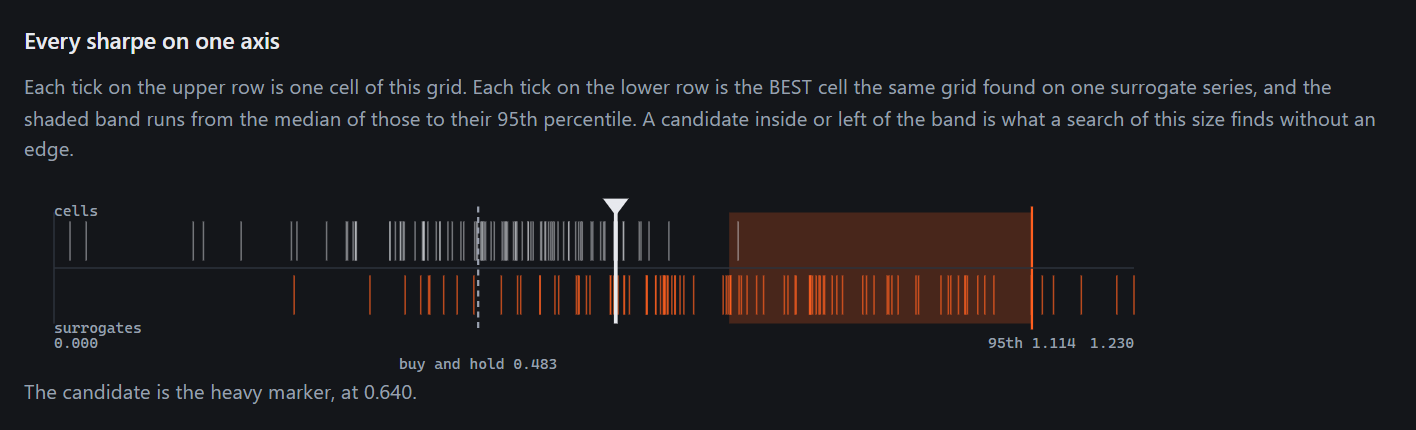 Every sharpe on one axis
Each tick on the upper row is one cell of this grid. Each tick on the lower row is the BEST cell the same grid found on one surrogate series, and the
shaded band runs from the median of those to their 95th percentile. A candidate inside or left of the band is what a search of this size finds without an
edge.
cells
surrogates
0.000
95th 1.114 1.230
buy and hold 0.483
The candidate is the heavy marker, at 0.640.